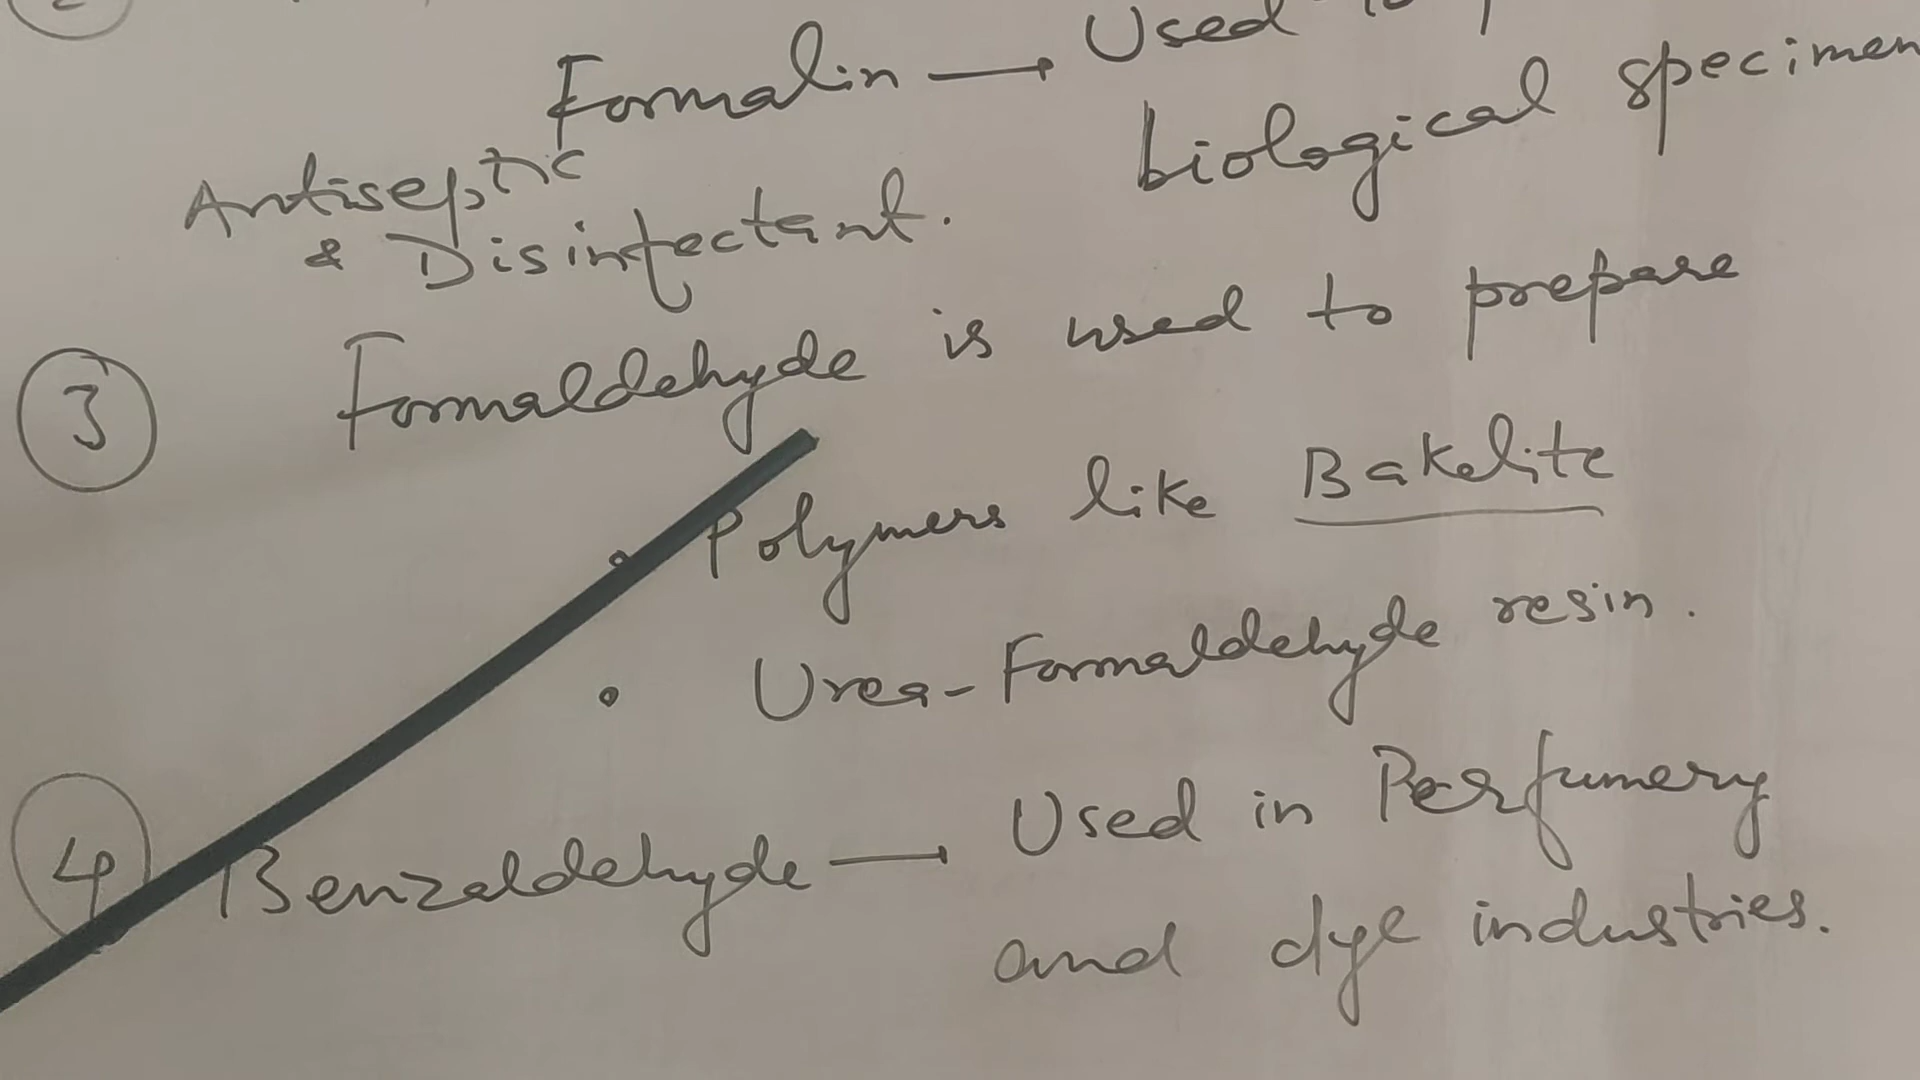 Formalin → Used
biological specimen
Antiseptic
& Disinfectant.
③ Formaldehyde is used to prepare
• Polymers like Bakelite
• Urea-Formaldehyde resin.
④ Benzaldehyde → Used in Perfumery
and dye industries.